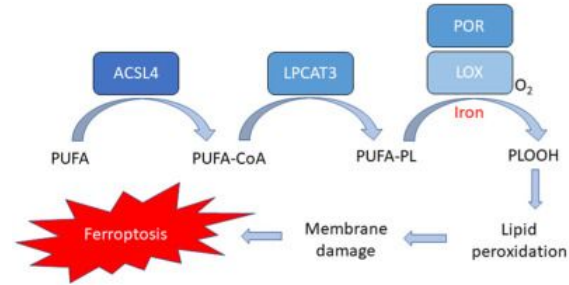 POR
ACSL4
LPCAT3
LOX
O2
Iron
PUFA
PUFA-CoA
PUFA-PL
PLOOH
Ferroptosis
Membrane
damage
Lipid
peroxidation